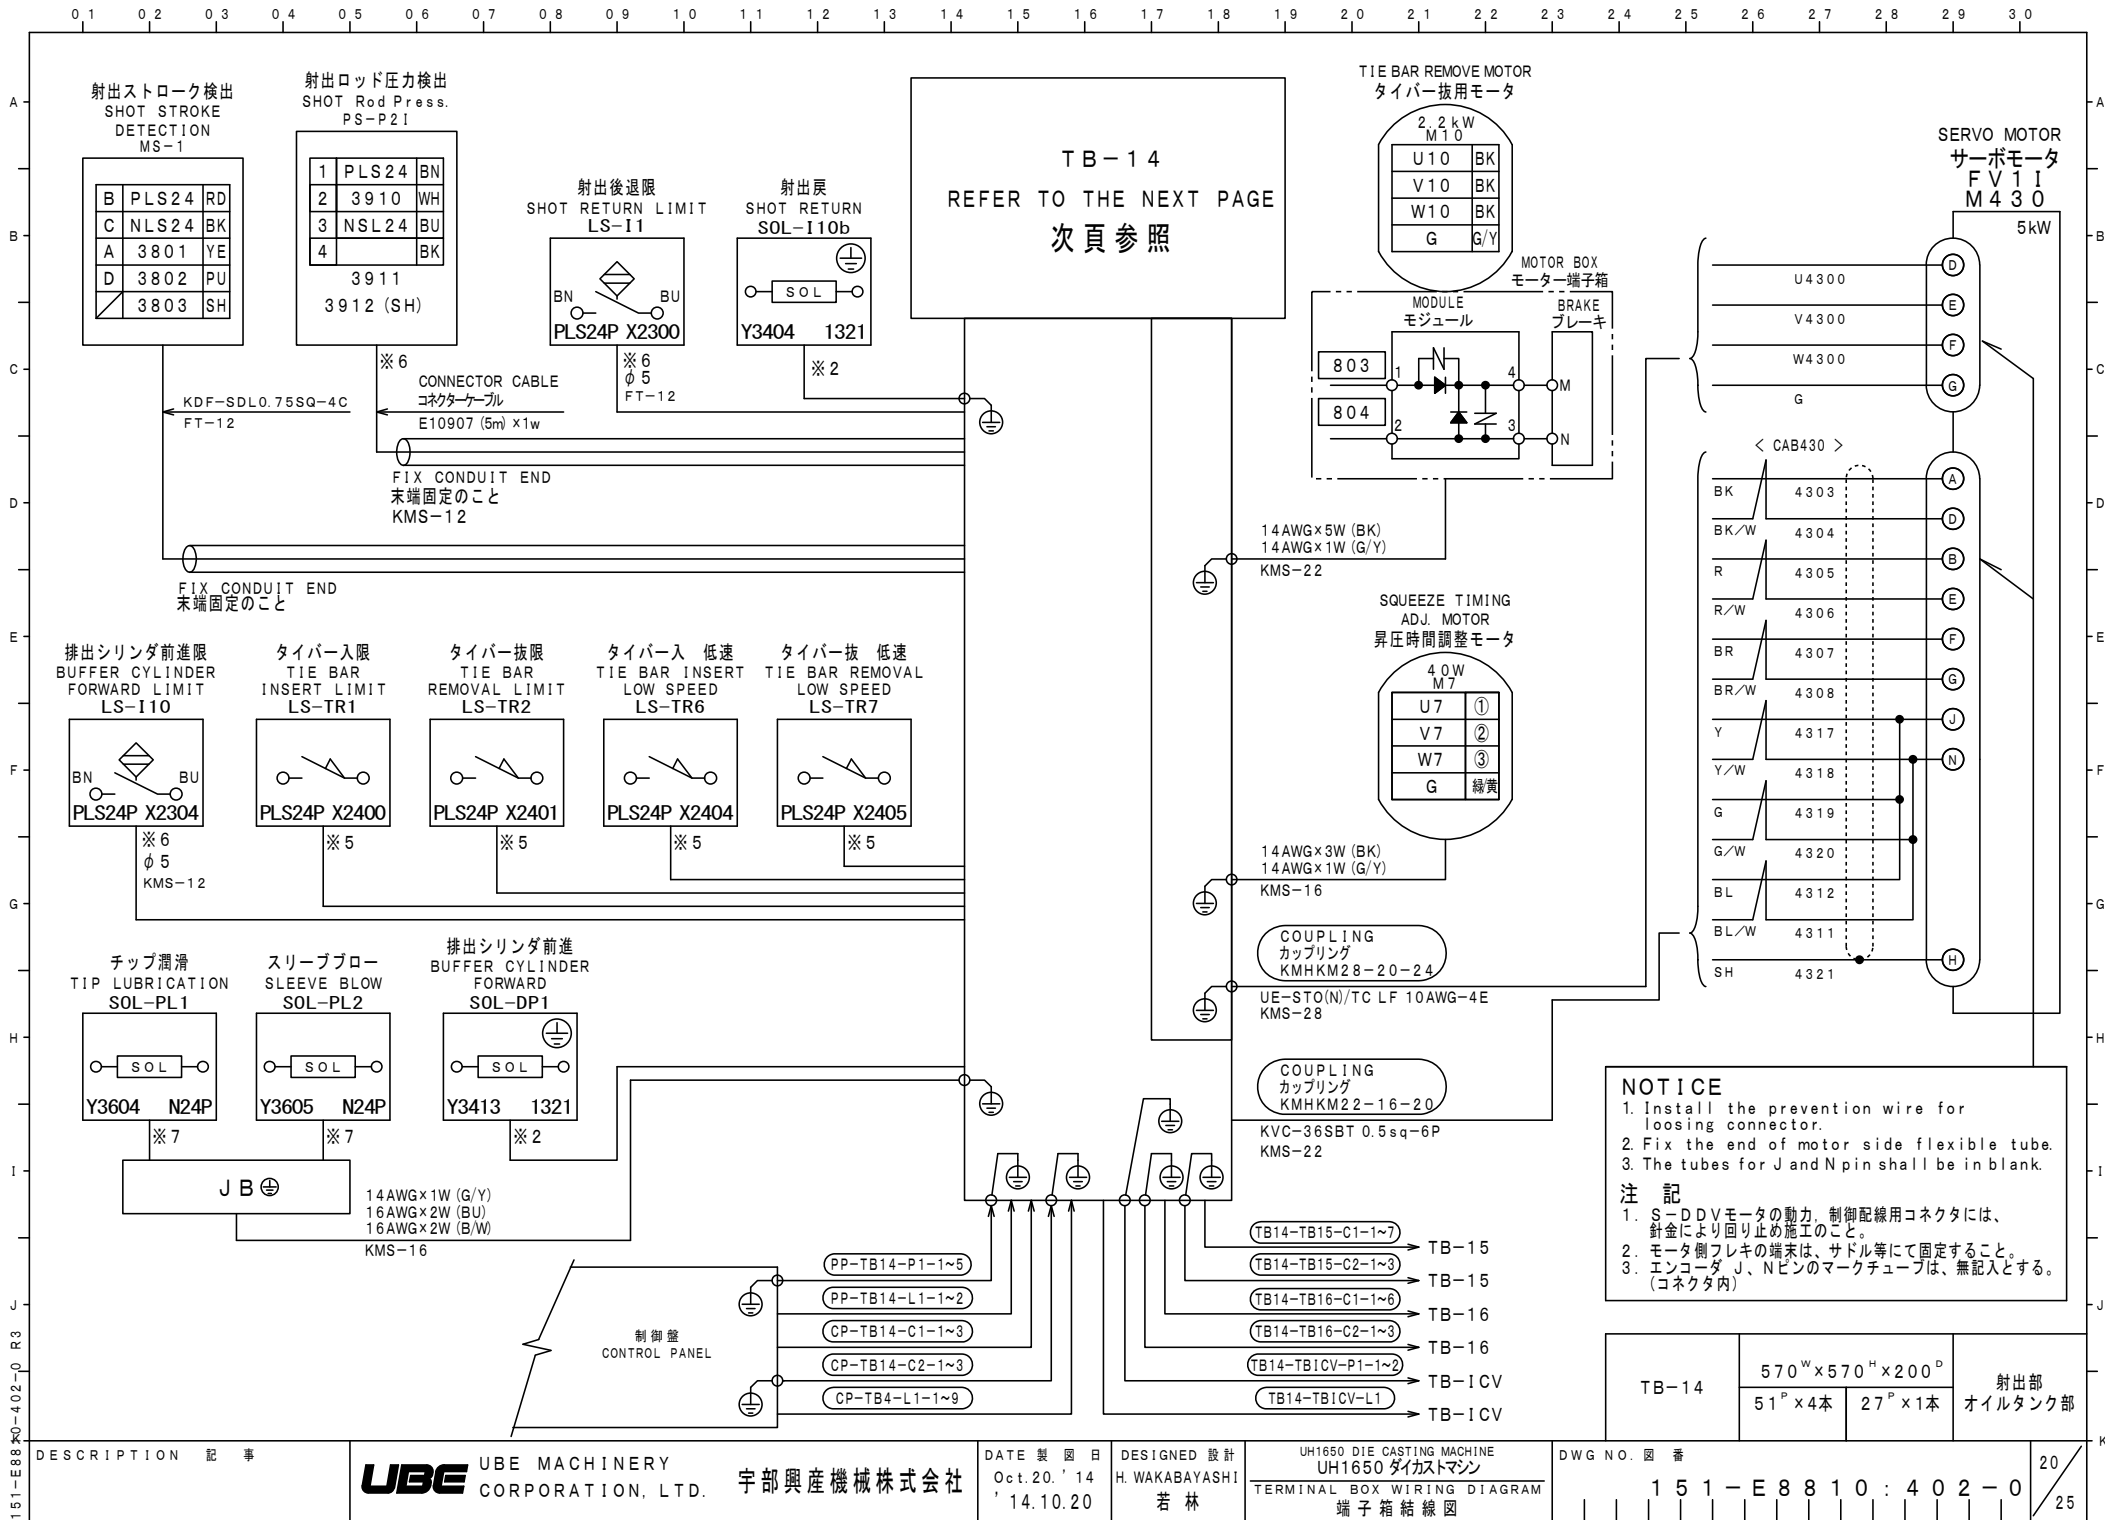 01 02 03 04 05 06 07 08 09 10 11 12 13 14 15 16 17 18 19 20 21 22 23 24 25 26 27 28 29 30
A
B
C
D
E
F
G
H
I
J
K
射出ストローク検出
SHOT STROKE
DETECTION
MS-1
B PLS24 RD
C NLS24 BK
A 3801 YE
D 3802 PU
3803 SH
KDF-SDL0.75SQ-4C
FT-12
射出ロッド圧力検出
SHOT Rod Press.
PS-P2I
1 PLS24 BN
2 3910 WH
3 NSL24 BU
4 BK
3911
3912 (SH)
※6
CONNECTOR CABLE
コネクターケーブル
E10907 (5m) ×1w
FIX CONDUIT END
末端固定のこと
KMS-12
FIX CONDUIT END
末端固定のこと
射出後退限
SHOT RETURN LIMIT
LS-I1
BN BU
PLS24P X2300
※6
φ5
FT-12
射出戻
SHOT RETURN
SOL-I10b
SOL
Y3404 1321
※2
TB-14
REFER TO THE NEXT PAGE
次頁参照
TIE BAR REMOVE MOTOR
タイバー抜用モータ
2.2kW
M10
U10 BK
V10 BK
W10 BK
G G/Y
MOTOR BOX
モーター端子箱
MODULE
モジュール
BRAKE
ブレーキ
803
804
1 4 M
2 3 N
14AWG×5W (BK)
14AWG×1W (G/Y)
KMS-22
SQUEEZE TIMING
ADJ. MOTOR
昇圧時間調整モータ
40W
M7
U7 ①
V7 ②
W7 ③
G 緑/黄
14AWG×3W (BK)
14AWG×1W (G/Y)
KMS-16
COUPLING
カップリング
KMHKM28-20-24
UE-STO(N)/TC LF 10AWG-4E
KMS-28
COUPLING
カップリング
KMHKM22-16-20
KVC-36SBT 0.5sq-6P
KMS-22
SERVO MOTOR
サーボモータ
FV1I
M430
5kW
U4300 D
V4300 E
W4300 F
G G
< CAB430 >
BK 4303 A
BK/W 4304 D
R 4305 B
R/W 4306 E
BR 4307 F
BR/W 4308 G
Y 4317 J
Y/W 4318 N
G 4319
G/W 4320
BL 4312
BL/W 4311
SH 4321 H
排出シリンダ前進限
BUFFER CYLINDER
FORWARD LIMIT
LS-I10
BN BU
PLS24P X2304
※6
φ5
KMS-12
タイバー入限
TIE BAR
INSERT LIMIT
LS-TR1
PLS24P X2400
※5
タイバー抜限
TIE BAR
REMOVAL LIMIT
LS-TR2
PLS24P X2401
※5
タイバー入 低速
TIE BAR INSERT
LOW SPEED
LS-TR6
PLS24P X2404
※5
タイバー抜 低速
TIE BAR REMOVAL
LOW SPEED
LS-TR7
PLS24P X2405
※5
チップ潤滑
TIP LUBRICATION
SOL-PL1
SOL
Y3604 N24P
※7
スリーブブロー
SLEEVE BLOW
SOL-PL2
SOL
Y3605 N24P
※7
排出シリンダ前進
BUFFER CYLINDER
FORWARD
SOL-DP1
SOL
Y3413 1321
※2
JB
14AWG×1W (G/Y)
16AWG×2W (BU)
16AWG×2W (B/W)
KMS-16
制御盤
CONTROL PANEL
PP-TB14-P1-1~5
PP-TB14-L1-1~2
CP-TB14-C1-1~3
CP-TB14-C2-1~3
CP-TB4-L1-1~9
TB14-TB15-C1-1~7 TB-15
TB14-TB15-C2-1~3 TB-15
TB14-TB16-C1-1~6 TB-16
TB14-TB16-C2-1~3 TB-16
TB14-TBICV-P1-1~2 TB-ICV
TB14-TBICV-L1 TB-ICV
NOTICE
1. Install the prevention wire for
loosing connector.
2. Fix the end of motor side flexible tube.
3. The tubes for J and N pin shall be in blank.
注 記
1. S-DDVモータの動力, 制御配線用コネクタには、
針金により回り止め施工のこと。
2. モータ側フレキの端末は、サドル等にて固定すること。
3. エンコーダ J、Nピンのマークチューブは、無記入とする。
(コネクタ内)
TB-14
570W×570H×200D
51P×4本 27P×1本
射出部
オイルタンク部
DESCRIPTION 記 事
UBE
UBE MACHINERY
CORPORATION, LTD.
宇部興産機械株式会社
DATE 製 図 日
Oct.20.'14
'14.10.20
DESIGNED 設計
H. WAKABAYASHI
若 林
UH1650 DIE CASTING MACHINE
UH1650 ダイカストマシン
TERMINAL BOX WIRING DIAGRAM
端子箱結線図
DWG NO. 図 番
151-E8810:402-0
20/25